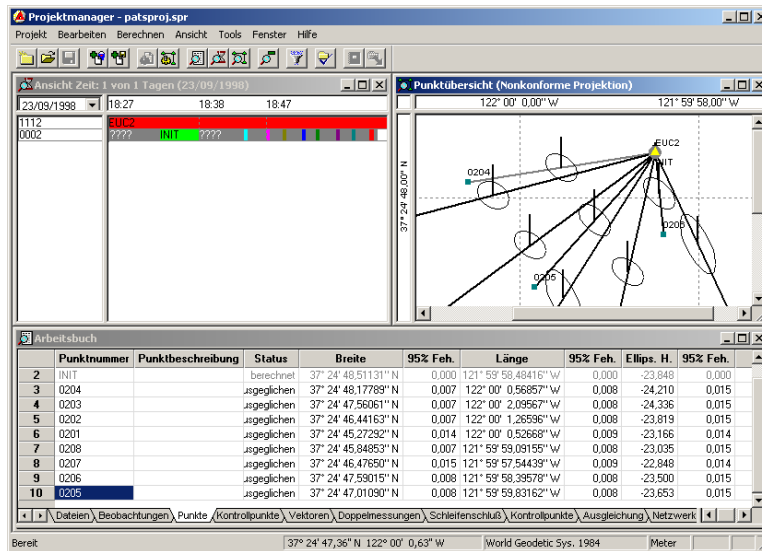 Projektmanager - patsproj.spr
Projekt Bearbeiten Berechnen Ansicht Tools Fenster Hilfe
Ansicht Zeit: 1 von 1 Tagen (23/09/1998)
23/09/1998 18:27 18:38 18:47
1112 EUC2
0002 ???? INIT ????
Punktübersicht (Nonkonforme Projektion)
122° 00' 0,00'' W 121° 59' 58,00'' W
37° 24' 48,00'' N
EUC2
INIT
0204
0206
0205
Arbeitsbuch
Punktnummer Punktbeschreibung Status Breite 95% Feh. Länge 95% Feh. Ellips. H. 95% Feh.
2 INIT berechnet 37° 24' 48,51131'' N 0,000 121° 59' 58,48416'' W 0,000 -23,848 0,000
3 0204 usgeglichen 37° 24' 48,17789'' N 0,007 122° 00' 0,56857'' W 0,008 -24,210 0,015
4 0203 usgeglichen 37° 24' 47,56061'' N 0,007 122° 00' 2,09567'' W 0,008 -24,336 0,015
5 0202 usgeglichen 37° 24' 46,44163'' N 0,007 122° 00' 1,26596'' W 0,008 -23,819 0,015
6 0201 usgeglichen 37° 24' 45,27292'' N 0,014 122° 00' 0,52668'' W 0,009 -23,166 0,014
7 0208 usgeglichen 37° 24' 45,84853'' N 0,007 121° 59' 59,09155'' W 0,008 -23,035 0,015
8 0207 usgeglichen 37° 24' 46,47650'' N 0,015 121° 59' 57,54439'' W 0,009 -22,848 0,014
9 0206 usgeglichen 37° 24' 47,59015'' N 0,008 121° 59' 58,39578'' W 0,008 -23,500 0,015
10 0205 usgeglichen 37° 24' 47,01090'' N 0,008 121° 59' 59,83162'' W 0,008 -23,653 0,015
Dateien Beobachtungen Punkte Kontrollpunkte Vektoren Doppelmessungen Schleifenschluß Kontrollpunkte Ausgleichung Netzwerk
Bereit 37° 24' 47,36'' N 122° 00' 0,63'' W World Geodetic Sys. 1984 Meter